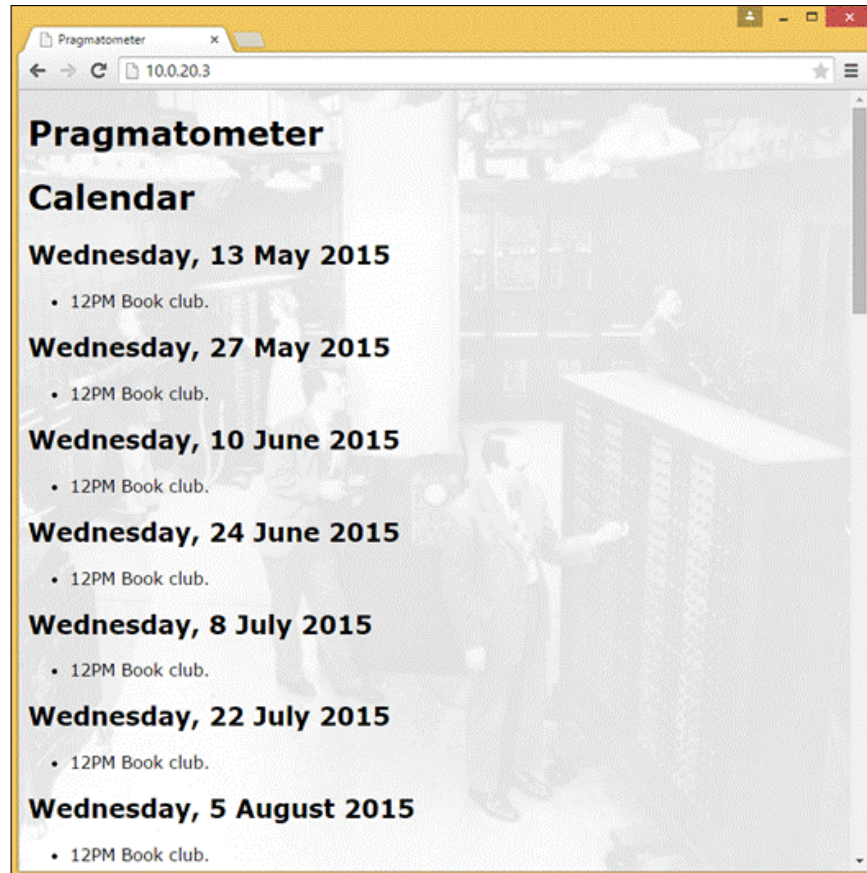 Pragmatometer
10.0.20.3
Pragmatometer
Calendar
Wednesday, 13 May 2015
12PM Book club.
Wednesday, 27 May 2015
12PM Book club.
Wednesday, 10 June 2015
12PM Book club.
Wednesday, 24 June 2015
12PM Book club.
Wednesday, 8 July 2015
12PM Book club.
Wednesday, 22 July 2015
12PM Book club.
Wednesday, 5 August 2015
12PM Book club.